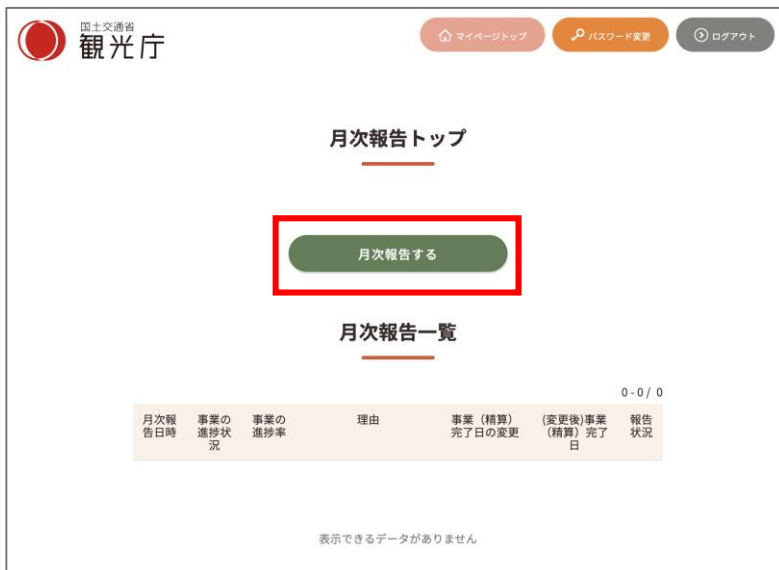 国土交通省
観光庁
マイページトップ
パスワード変更
ログアウト
月次報告トップ
月次報告する
月次報告一覧
0-0/ 0
月次報
告日時
事業の
進捗状
況
事業の
進捗率
理由
事業（精算）
完了日の変更
(変更後)事業
（精算）完了
日
報告
状況
表示できるデータがありません